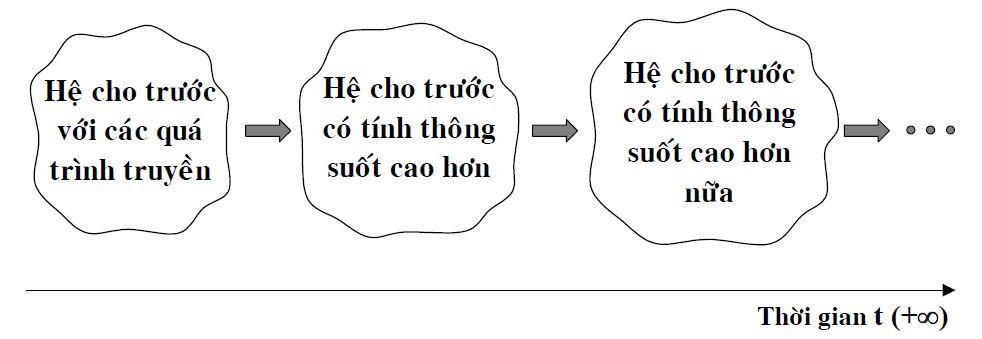 Hệ cho trước
với các quá
trình truyền
Hệ cho trước
có tính thông
suốt cao hơn
Hệ cho trước
có tính thông
suốt cao hơn
nữa
Thời gian t (+∞)